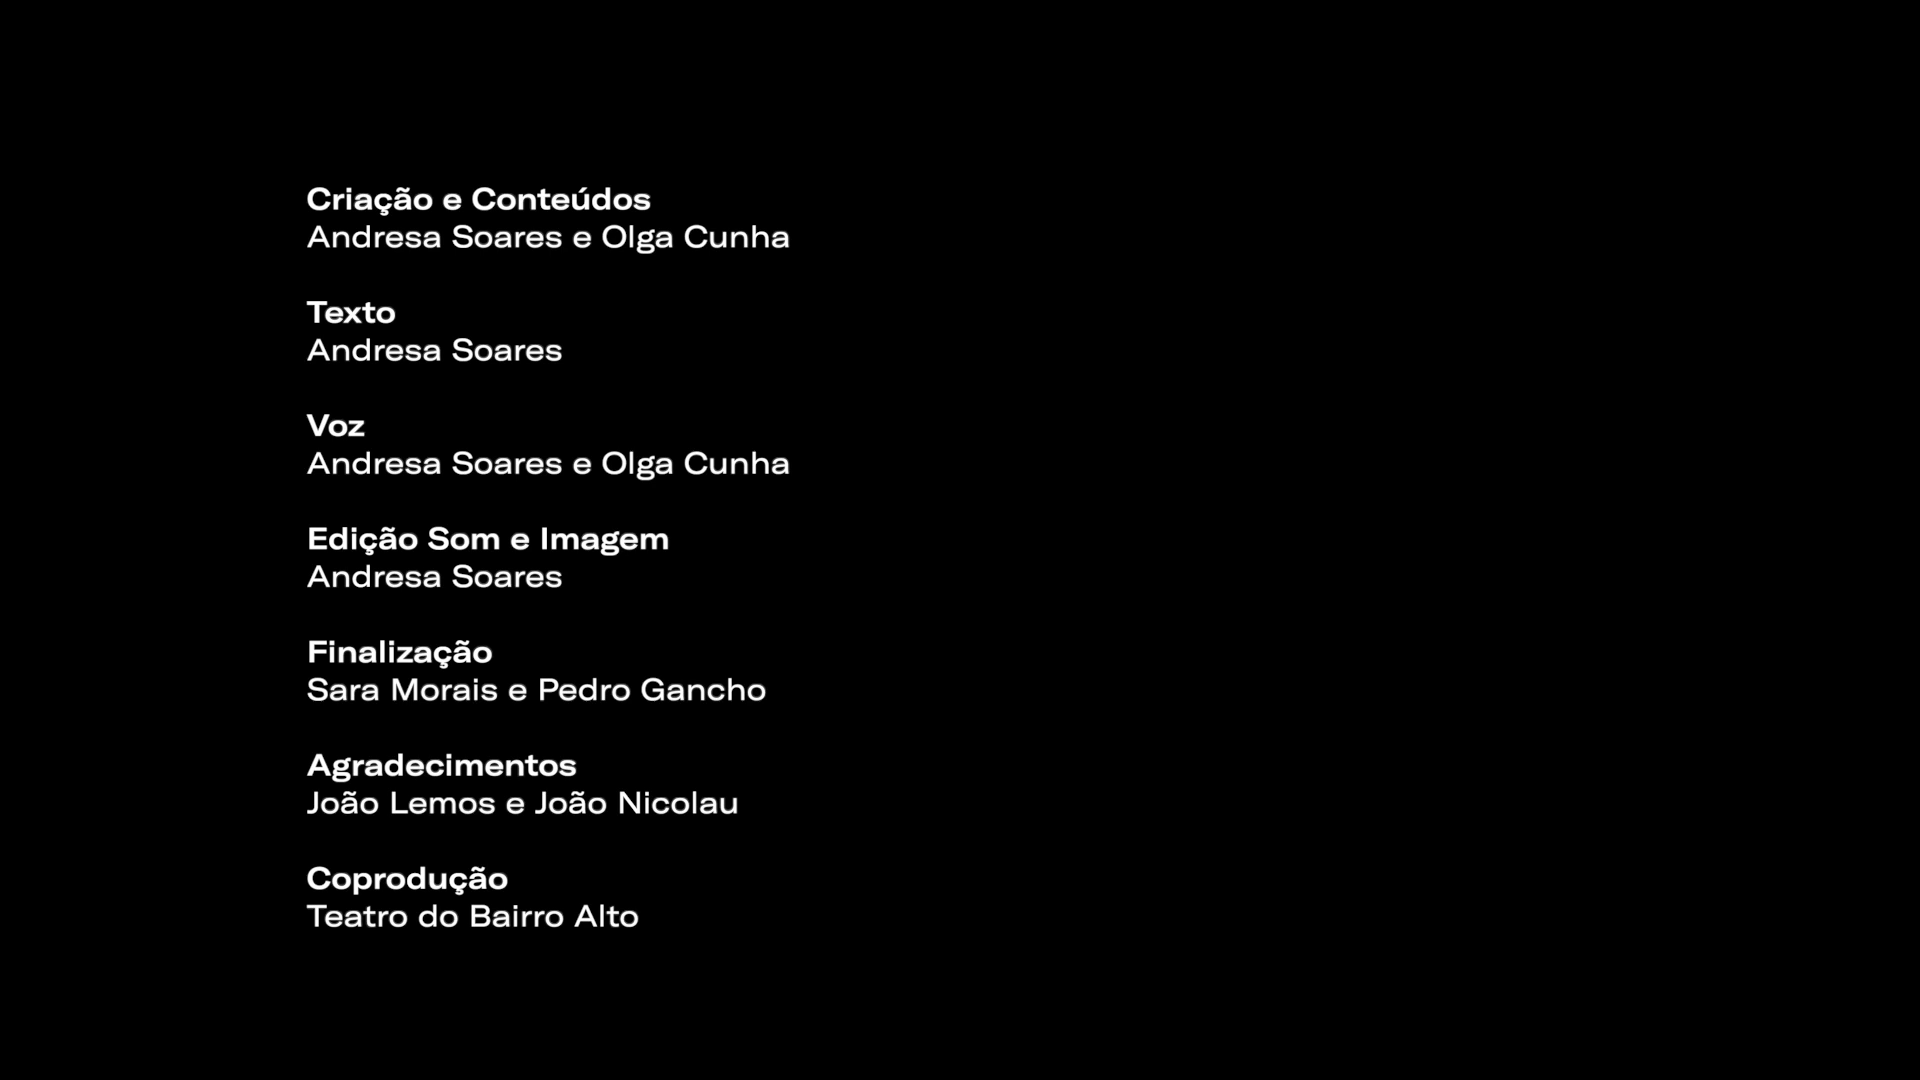 Criação e Conteúdos
Andresa Soares e Olga Cunha
Texto
Andresa Soares
Voz
Andresa Soares e Olga Cunha
Edição Som e Imagem
Andresa Soares
Finalização
Sara Morais e Pedro Gancho
Agradecimentos
João Lemos e João Nicolau
Coprodução
Teatro do Bairro Alto